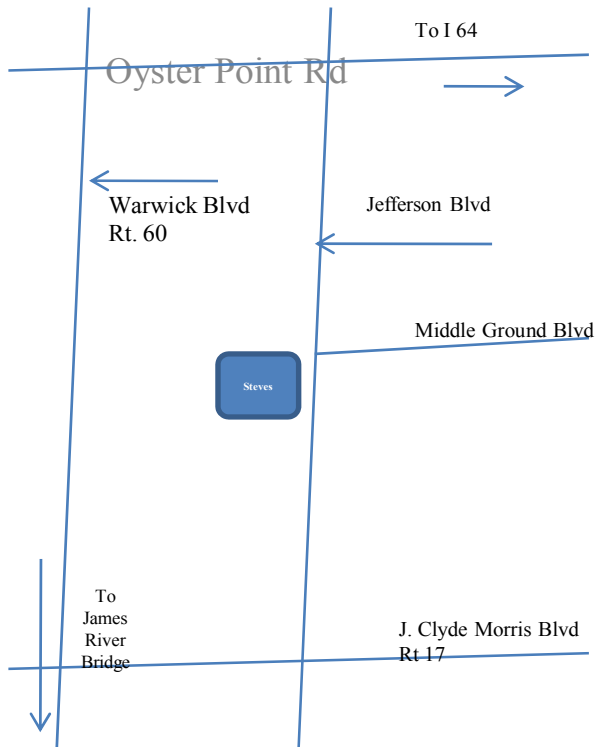 To I 64
Oyster Point Rd
Warwick Blvd
Rt. 60
Jefferson Blvd
Middle Ground Blvd
Steves
To
James
River
Bridge
J. Clyde Morris Blvd
Rt 17